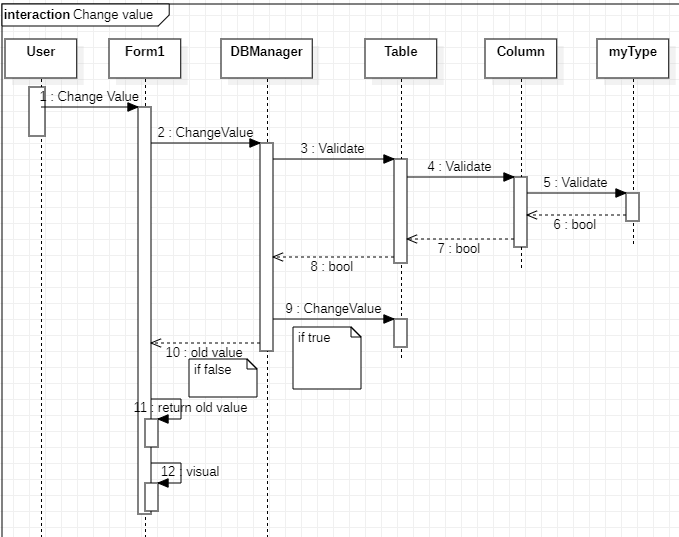 interaction Change value
User
Form1
DBManager
Table
Column
myType
1 : Change Value
2 : ChangeValue
3 : Validate
4 : Validate
5 : Validate
6 : bool
7 : bool
8 : bool
9 : ChangeValue
if true
10 : old value
if false
11 : return old value
12 : visual